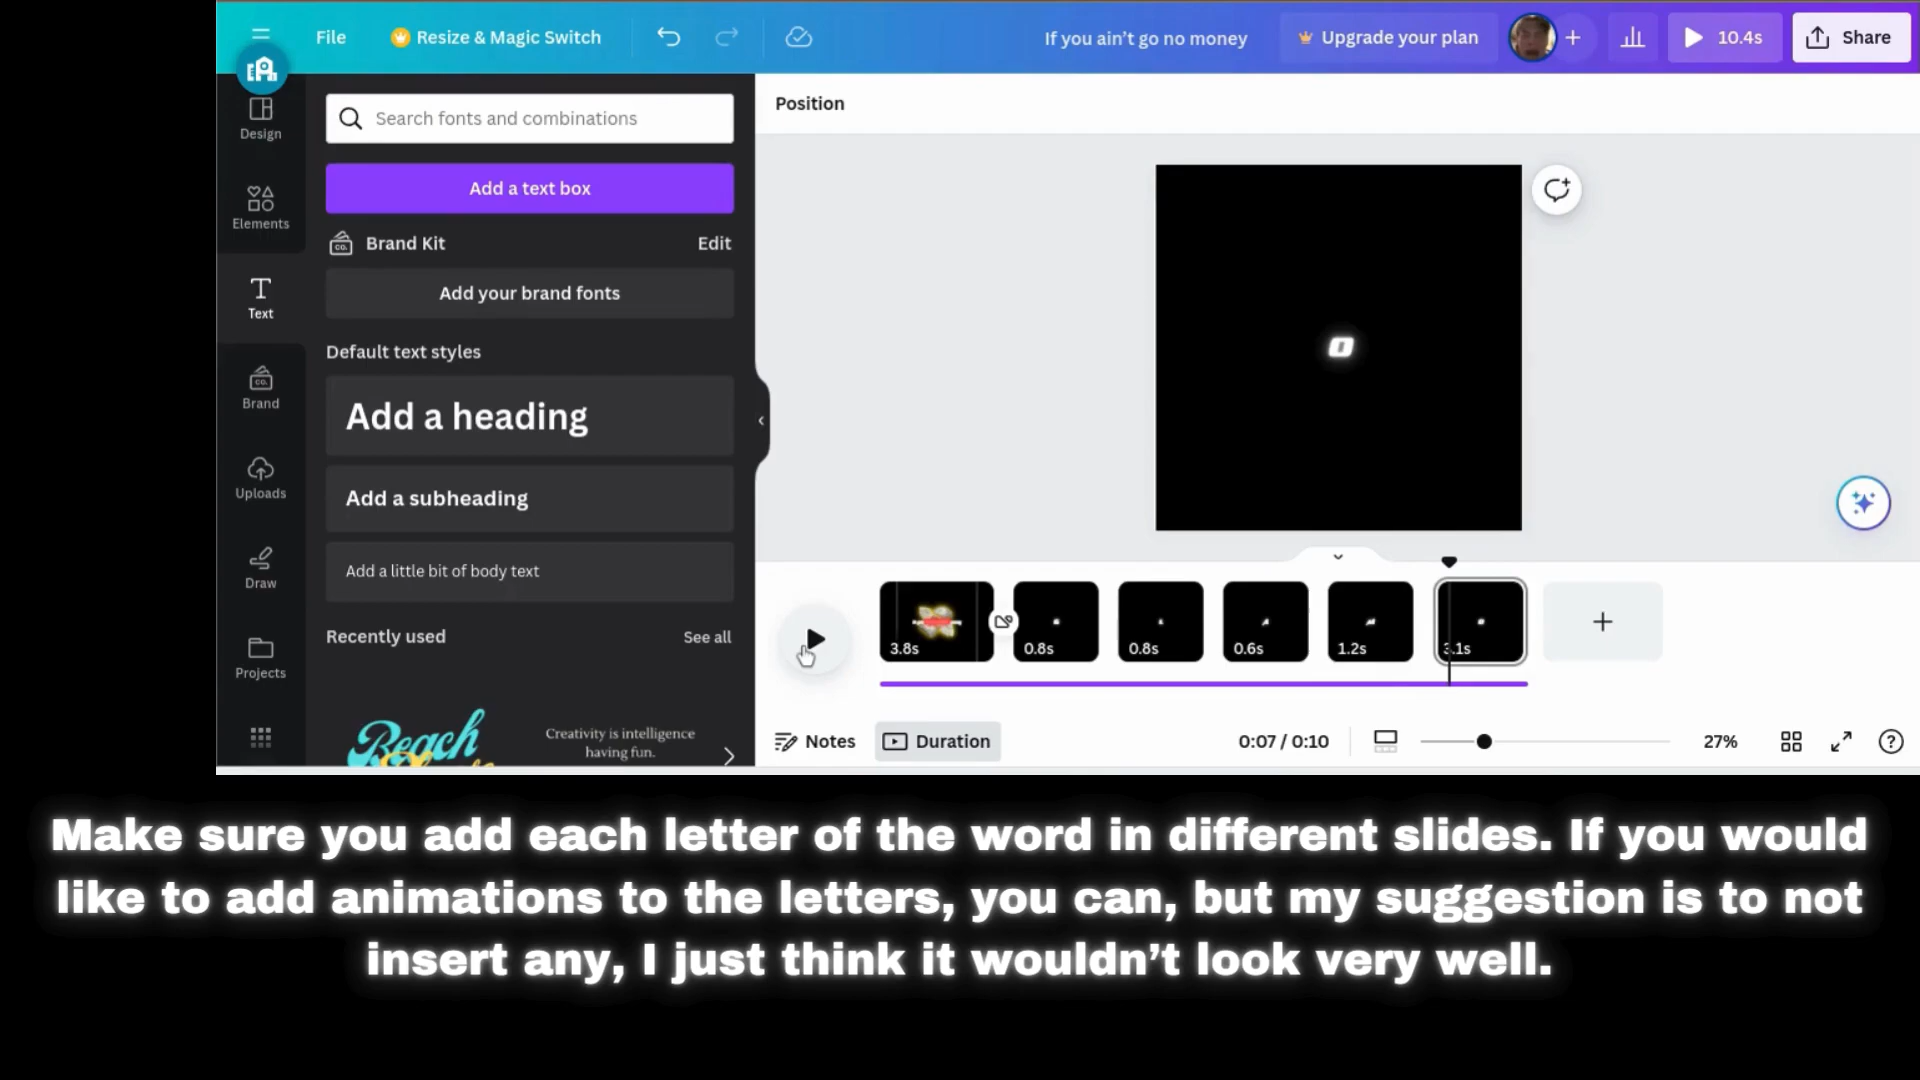 File
Resize & Magic Switch
If you ain't go no money
Upgrade your plan
10.4s
Share
Design
Elements
Text
Brand
Uploads
Draw
Projects
Search fonts and combinations
Add a text box
Brand Kit
Edit
Add your brand fonts
Default text styles
Add a heading
Add a subheading
Add a little bit of body text
Recently used
See all
Beach
Creativity is intelligence
having fun.
Position
3.8s
0.8s
0.8s
0.6s
1.2s
3.1s
Notes
Duration
0:07 / 0:10
27%
Make sure you add each letter of the word in different slides. If you would
like to add animations to the letters, you can, but my suggestion is to not
insert any, I just think it wouldn't look very well.